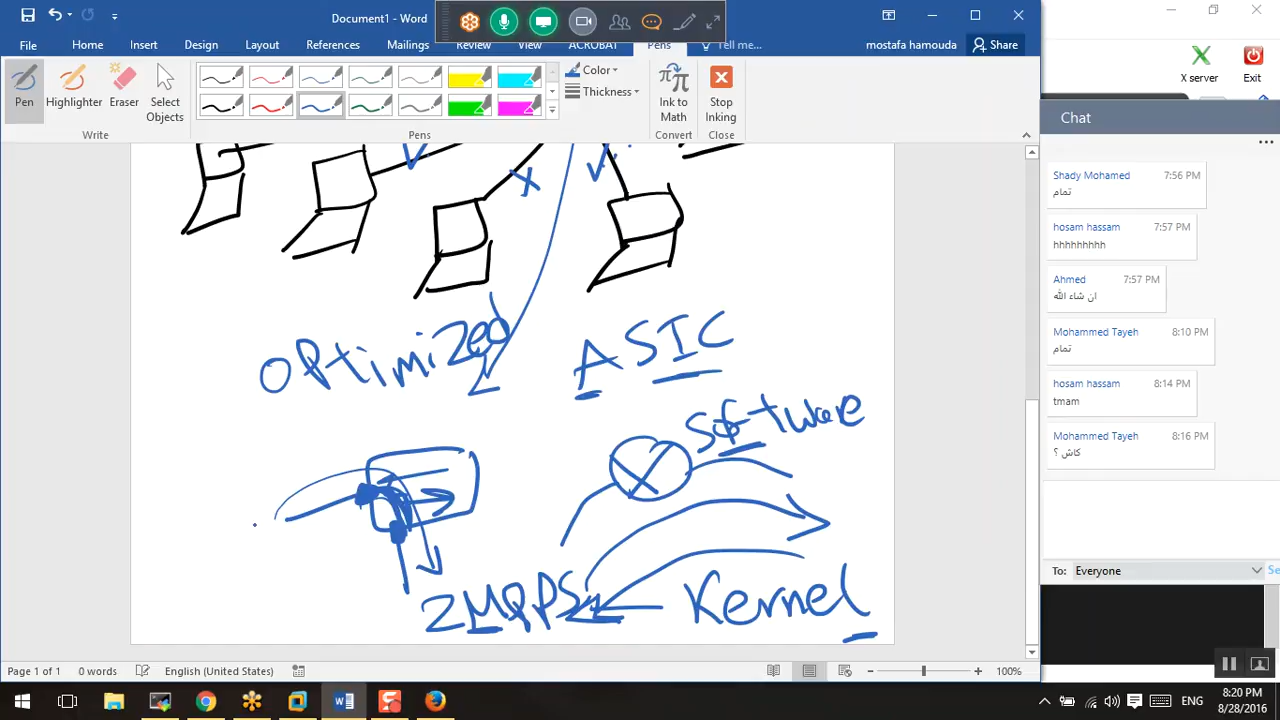 Document1 - Word
File
Home
Insert
Design
Layout
References
Mailings
Review
View
ACROBAT
Pens
Tell me...
mostafa hamouda
Share
Pen
Highlighter
Eraser
Select
Objects
Write
Pens
Color
Thickness
Ink to
Math
Convert
Stop
Inking
Close
X server
Exit
Chat
Shady Mohamed 7:56 PM
تمام
hosam hassam 7:57 PM
hhhhhhhhh
Ahmed 7:57 PM
ان شاء الله
Mohammed Tayeh 8:10 PM
تمام
hosam hassam 8:14 PM
tmam
Mohammed Tayeh 8:16 PM
كاش ؟
To: Everyone
Se
optimized
ASIC
Software
2MPPS
Kernel
Page 1 of 1
0 words
English (United States)
100%
ENG
8:20 PM
8/28/2016